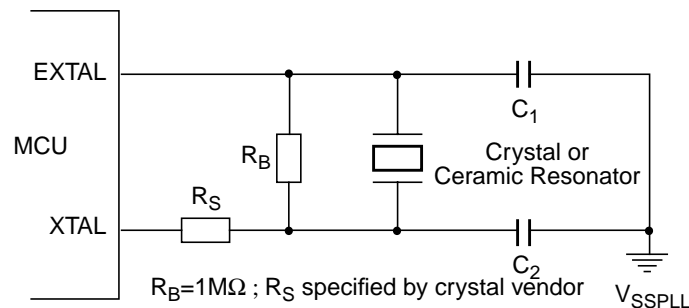 EXTAL
C1
MCU
RB
Crystal or
Ceramic Resonator
RS
XTAL
C2
RB=1MΩ ; RS specified by crystal vendor
VSSPLL